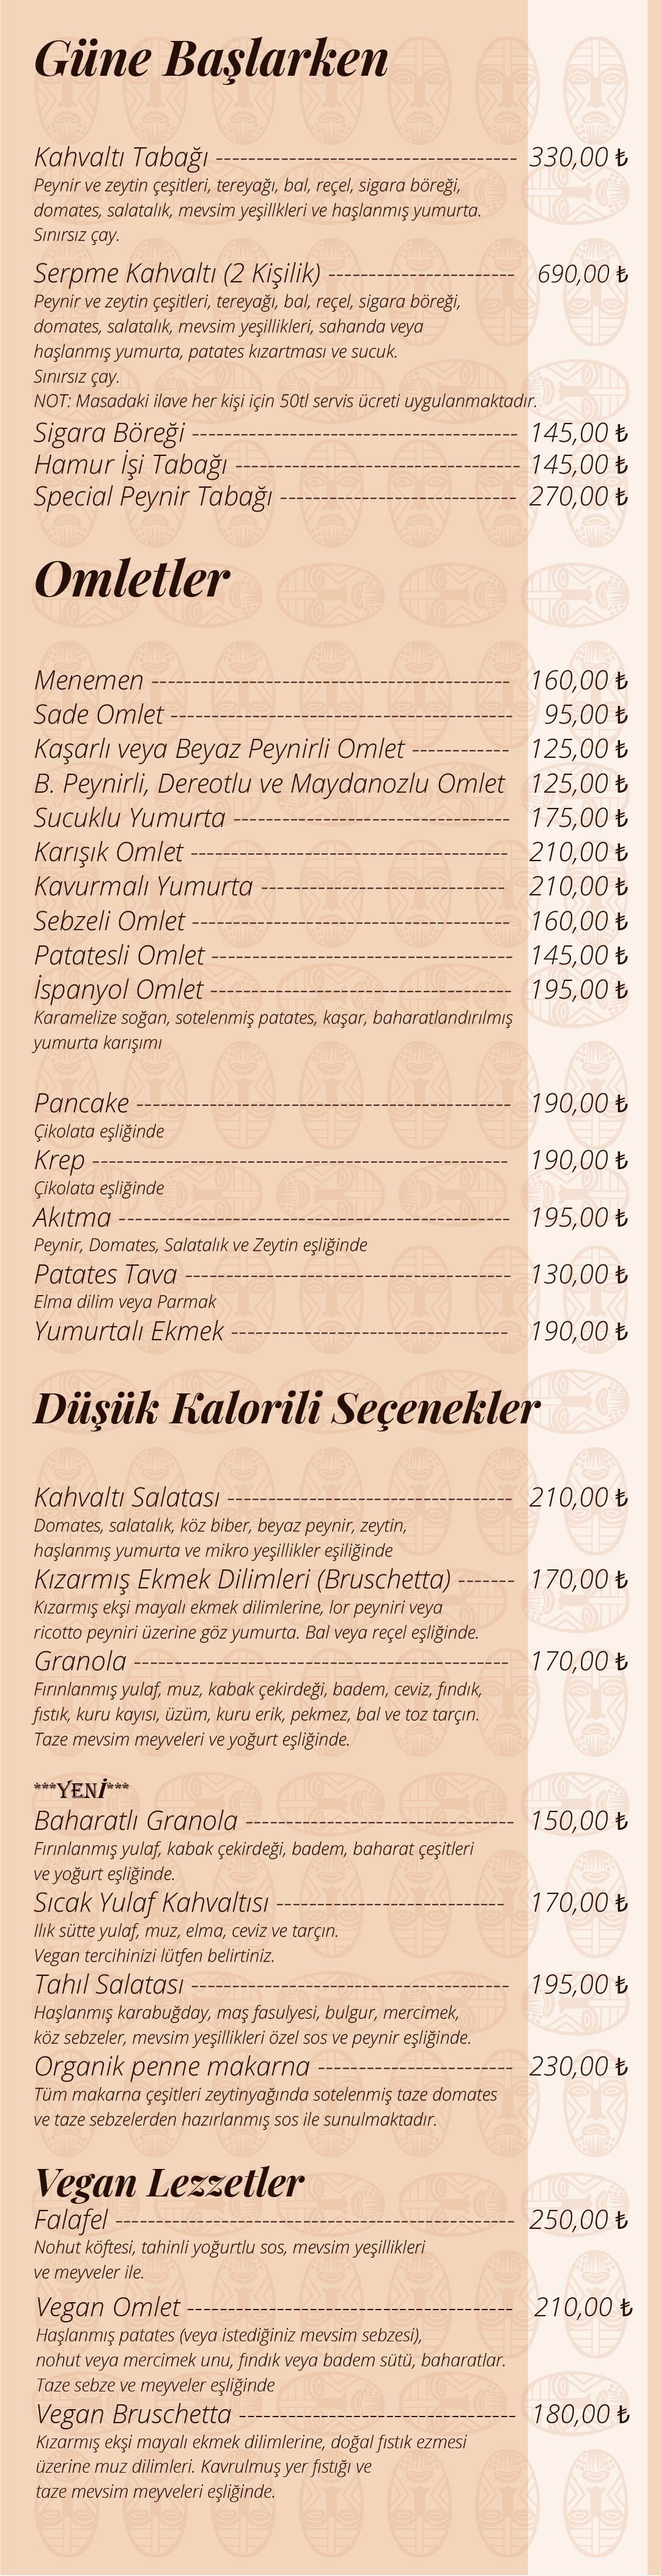 Güne Başlarken
Kahvaltı Tabağı ------------------------------------- 330,00 ₺
Peynir ve zeytin çeşitleri, tereyağı, bal, reçel, sigara böreği,
domates, salatalık, mevsim yeşillkleri ve haşlanmış yumurta.
Sınırsız çay.
Serpme Kahvaltı (2 Kişilik) ----------------------- 690,00 ₺
Peynir ve zeytin çeşitleri, tereyağı, bal, reçel, sigara böreği,
domates, salatalık, mevsim yeşillikleri, sahanda veya
haşlanmış yumurta, patates kızartması ve sucuk.
Sınırsız çay.
NOT: Masadaki ilave her kişi için 50tl servis ücreti uygulanmaktadır.
Sigara Böreği ---------------------------------------- 145,00 ₺
Hamur İşi Tabağı ----------------------------------- 145,00 ₺
Special Peynir Tabağı ----------------------------- 270,00 ₺
Omletler
Menemen -------------------------------------------- 160,00 ₺
Sade Omlet ------------------------------------------ 95,00 ₺
Kaşarlı veya Beyaz Peynirli Omlet ------------ 125,00 ₺
B. Peynirli, Dereotlu ve Maydanozlu Omlet 125,00 ₺
Sucuklu Yumurta ---------------------------------- 175,00 ₺
Karışık Omlet --------------------------------------- 210,00 ₺
Kavurmalı Yumurta ------------------------------ 210,00 ₺
Sebzeli Omlet --------------------------------------- 160,00 ₺
Patatesli Omlet ------------------------------------- 145,00 ₺
İspanyol Omlet ------------------------------------- 195,00 ₺
Karamelize soğan, sotelenmiş patates, kaşar, baharatlandırılmış
yumurta karışımı
Pancake ---------------------------------------------- 190,00 ₺
Çikolata eşliğinde
Krep --------------------------------------------------- 190,00 ₺
Çikolata eşliğinde
Akıtma ------------------------------------------------ 195,00 ₺
Peynir, Domates, Salatalık ve Zeytin eşliğinde
Patates Tava ---------------------------------------- 130,00 ₺
Elma dilim veya Parmak
Yumurtalı Ekmek ---------------------------------- 190,00 ₺
Düşük Kalorili Seçenekler
Kahvaltı Salatası ----------------------------------- 210,00 ₺
Domates, salatalık, köz biber, beyaz peynir, zeytin,
haşlanmış yumurta ve mikro yeşillikler eşiliğinde
Kızarmış Ekmek Dilimleri (Bruschetta) ------- 170,00 ₺
Kızarmış ekşi mayalı ekmek dilimlerine, lor peyniri veya
ricotto peyniri üzerine göz yumurta. Bal veya reçel eşliğinde.
Granola ---------------------------------------------- 170,00 ₺
Fırınlanmış yulaf, muz, kabak çekirdeği, badem, ceviz, fındık,
fıstık, kuru kayısı, üzüm, kuru erik, pekmez, bal ve toz tarçın.
Taze mevsim meyveleri ve yoğurt eşliğinde.
***YENİ***
Baharatlı Granola --------------------------------- 150,00 ₺
Fırınlanmış yulaf, kabak çekirdeği, badem, baharat çeşitleri
ve yoğurt eşliğinde.
Sıcak Yulaf Kahvaltısı ---------------------------- 170,00 ₺
Ilık sütte yulaf, muz, elma, ceviz ve tarçın.
Vegan tercihinizi lütfen belirtiniz.
Tahıl Salatası --------------------------------------- 195,00 ₺
Haşlanmış karabuğday, maş fasulyesi, bulgur, mercimek,
köz sebzeler, mevsim yeşillikleri özel sos ve peynir eşliğinde.
Organik penne makarna ------------------------ 230,00 ₺
Tüm makarna çeşitleri zeytinyağında sotelenmiş taze domates
ve taze sebzelerden hazırlanmış sos ile sunulmaktadır.
Vegan Lezzetler
Falafel ------------------------------------------------- 250,00 ₺
Nohut köftesi, tahinli yoğurtlu sos, mevsim yeşillikleri
ve meyveler ile.
Vegan Omlet ---------------------------------------- 210,00 ₺
Haşlanmış patates (veya istediğiniz mevsim sebzesi),
nohut veya mercimek unu, fındık veya badem sütü, baharatlar.
Taze sebze ve meyveler eşliğinde
Vegan Bruschetta ---------------------------------- 180,00 ₺
Kızarmış ekşi mayalı ekmek dilimlerine, doğal fıstık ezmesi
üzerine muz dilimleri. Kavrulmuş yer fıstığı ve
taze mevsim meyveleri eşliğinde.